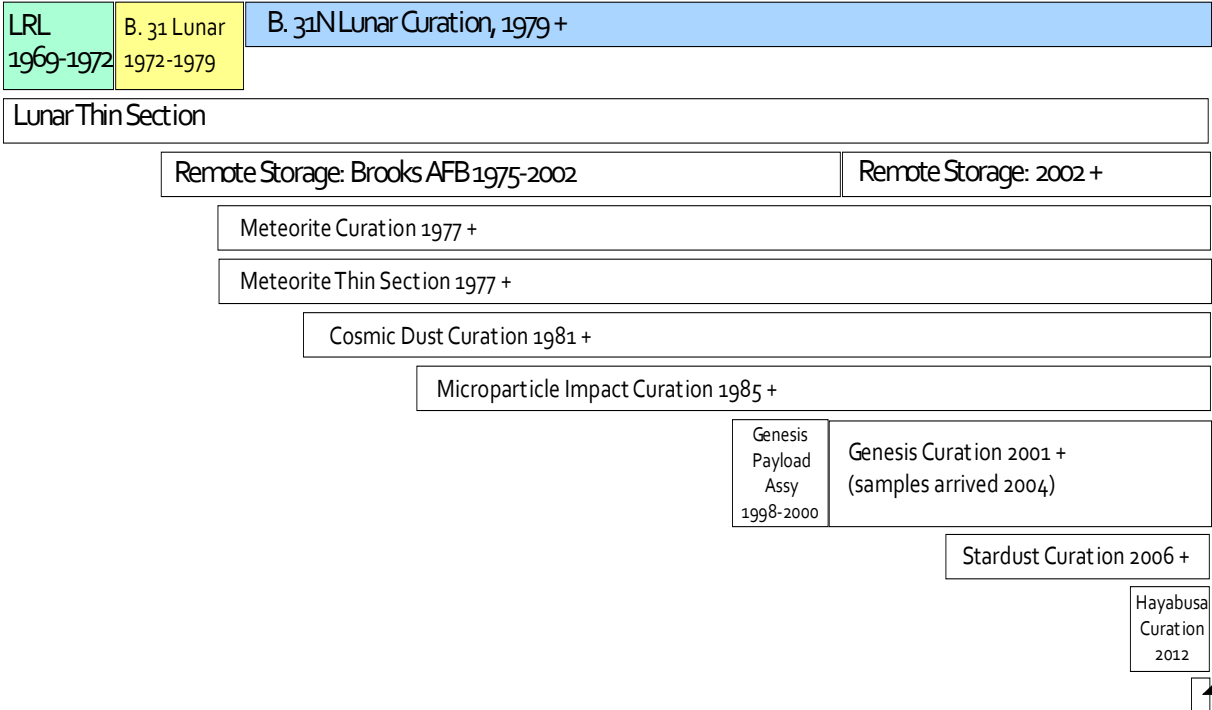 LRL
1969-1972
B. 31 Lunar
1972-1979
B. 31N Lunar Curation, 1979 +
Lunar Thin Section
Remote Storage: Brooks AFB 1975-2002
Remote Storage: 2002 +
Meteorite Curation 1977 +
Meteorite Thin Section 1977 +
Cosmic Dust Curation 1981 +
Microparticle Impact Curation 1985 +
Genesis
Payload
Assy
1998-2000
Genesis Curation 2001 +
(samples arrived 2004)
Stardust Curation 2006 +
Hayabusa
Curation
2012